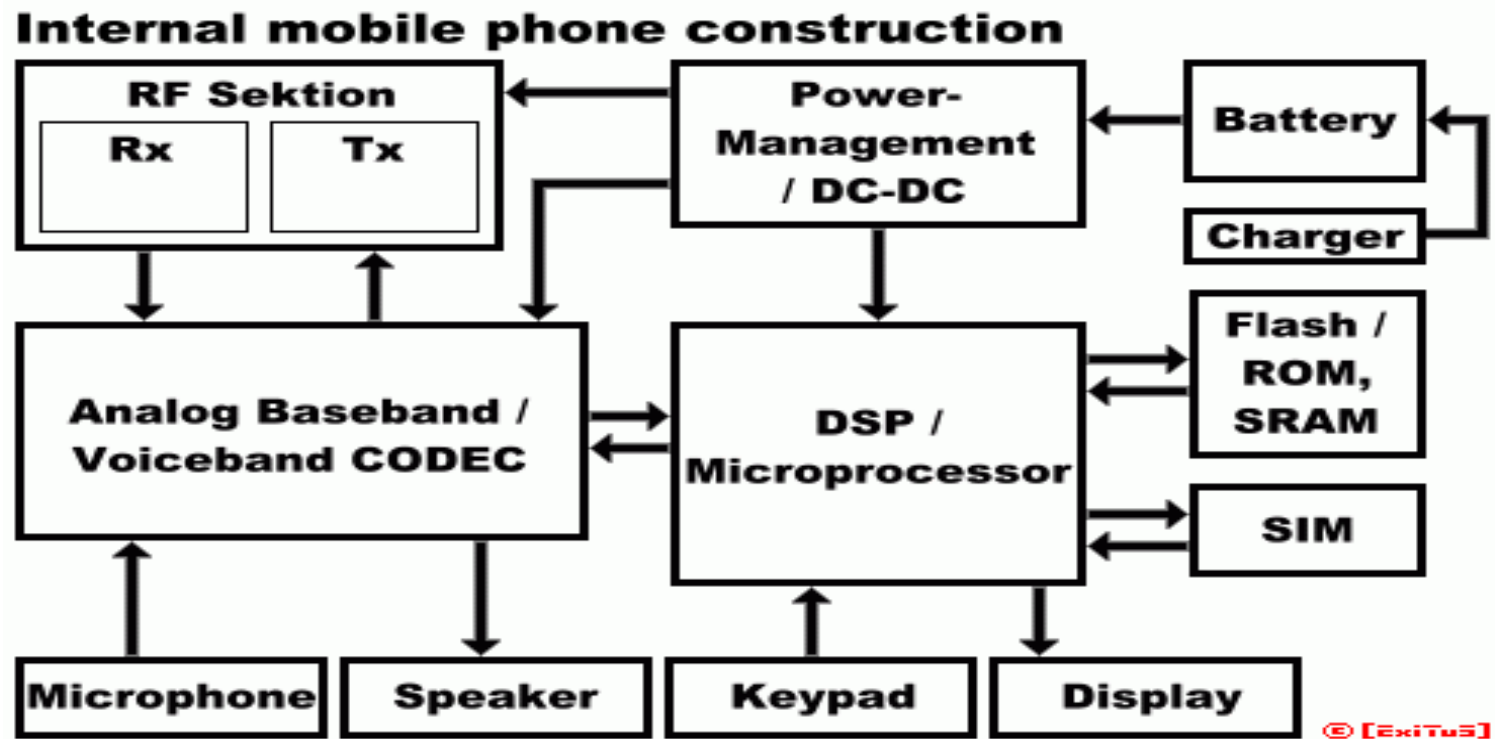 Internal mobile phone construction
RF Sektion
Rx
Tx
Power-
Management
/ DC-DC
Battery
Charger
Analog Baseband /
Voiceband CODEC
DSP /
Microprocessor
Flash /
ROM,
SRAM
SIM
Microphone
Speaker
Keypad
Display
© [ExiTuS]